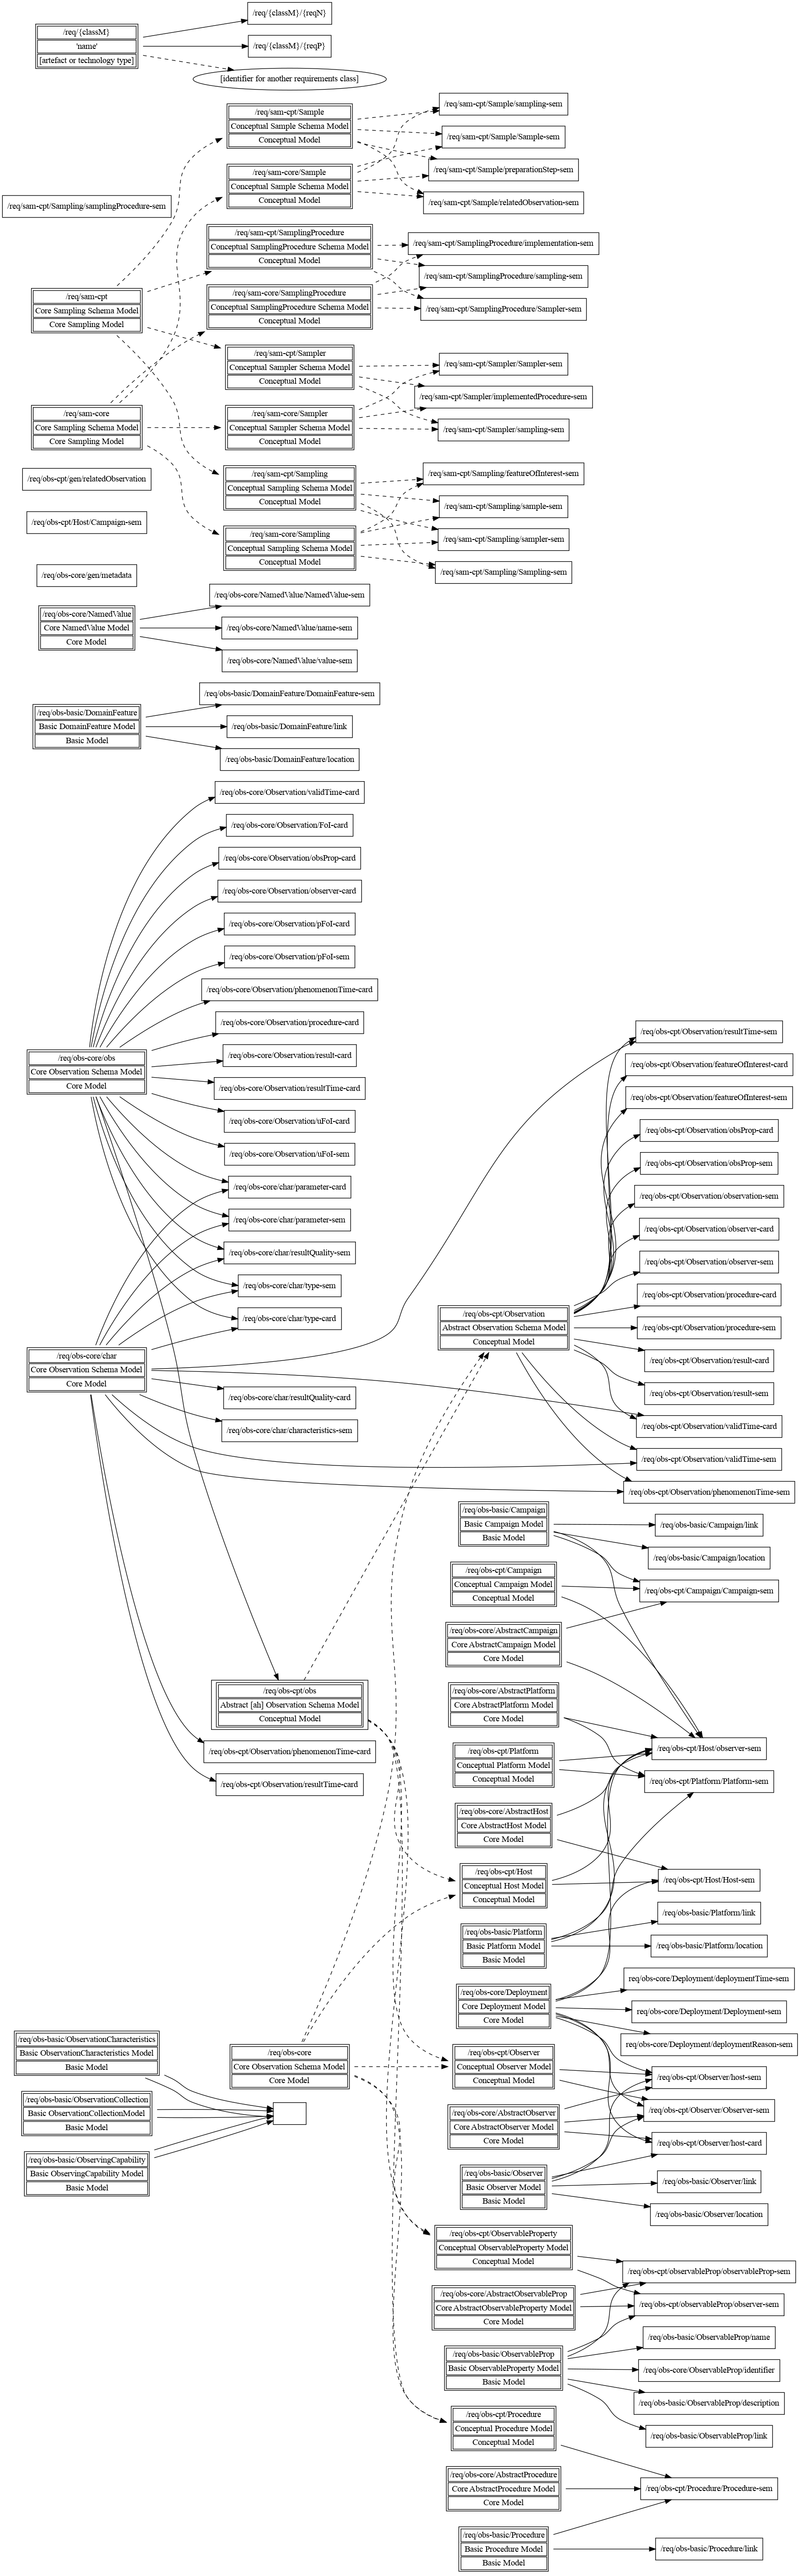 /req/{classM}
'name'
[artefact or technology type]
/req/{classM}/{reqN}
/req/{classM}/{reqP}
[identifier for another requirements class]
/req/sam-cpt/Sampling/samplingProcedure-sem
/req/sam-cpt
Core Sampling Schema Model
Core Sampling Model
/req/sam-core
Core Sampling Schema Model
Core Sampling Model
/req/sam-cpt/Sample
Conceptual Sample Schema Model
Conceptual Model
/req/sam-core/Sample
Conceptual Sample Schema Model
Conceptual Model
/req/sam-cpt/SamplingProcedure
Conceptual SamplingProcedure Schema Model
Conceptual Model
/req/sam-core/SamplingProcedure
Conceptual SamplingProcedure Schema Model
Conceptual Model
/req/sam-cpt/Sampler
Conceptual Sampler Schema Model
Conceptual Model
/req/sam-core/Sampler
Conceptual Sampler Schema Model
Conceptual Model
/req/sam-cpt/Sampling
Conceptual Sampling Schema Model
Conceptual Model
/req/sam-core/Sampling
Conceptual Sampling Schema Model
Conceptual Model
/req/sam-cpt/Sample/sampling-sem
/req/sam-cpt/Sample/Sample-sem
/req/sam-cpt/Sample/preparationStep-sem
/req/sam-cpt/Sample/relatedObservation-sem
/req/sam-cpt/SamplingProcedure/implementation-sem
/req/sam-cpt/SamplingProcedure/sampling-sem
/req/sam-cpt/SamplingProcedure/Sampler-sem
/req/sam-cpt/Sampler/Sampler-sem
/req/sam-cpt/Sampler/implementedProcedure-sem
/req/sam-cpt/Sampler/sampling-sem
/req/sam-cpt/Sampling/featureOfInterest-sem
/req/sam-cpt/Sampling/sample-sem
/req/sam-cpt/Sampling/sampler-sem
/req/sam-cpt/Sampling/Sampling-sem
/req/obs-cpt/gen/relatedObservation
/req/obs-cpt/Host/Campaign-sem
/req/obs-core/gen/metadata
/req/obs-core/NamedValue
Core NamedValue Model
Core Model
/req/obs-core/NamedValue/NamedValue-sem
/req/obs-core/NamedValue/name-sem
/req/obs-core/NamedValue/value-sem
/req/obs-basic/DomainFeature
Basic DomainFeature Model
Basic Model
/req/obs-basic/DomainFeature/DomainFeature-sem
/req/obs-basic/DomainFeature/link
/req/obs-basic/DomainFeature/location
/req/obs-core/obs
Core Observation Schema Model
Core Model
/req/obs-core/Observation/validTime-card
/req/obs-core/Observation/FoI-card
/req/obs-core/Observation/obsProp-card
/req/obs-core/Observation/observer-card
/req/obs-core/Observation/pFoI-card
/req/obs-core/Observation/pFoI-sem
/req/obs-core/Observation/phenomenonTime-card
/req/obs-core/Observation/procedure-card
/req/obs-core/Observation/result-card
/req/obs-core/Observation/resultTime-card
/req/obs-core/Observation/uFoI-card
/req/obs-core/Observation/uFoI-sem
/req/obs-core/char/parameter-card
/req/obs-core/char/parameter-sem
/req/obs-core/char/resultQuality-sem
/req/obs-core/char/type-sem
/req/obs-core/char/type-card
/req/obs-core/char
Core Observation Schema Model
Core Model
/req/obs-core/char/resultQuality-card
/req/obs-core/char/characteristics-sem
/req/obs-cpt/Observation
Abstract Observation Schema Model
Conceptual Model
/req/obs-cpt/Observation/resultTime-sem
/req/obs-cpt/Observation/featureOfInterest-card
/req/obs-cpt/Observation/featureOfInterest-sem
/req/obs-cpt/Observation/obsProp-card
/req/obs-cpt/Observation/obsProp-sem
/req/obs-cpt/Observation/observation-sem
/req/obs-cpt/Observation/observer-card
/req/obs-cpt/Observation/observer-sem
/req/obs-cpt/Observation/procedure-card
/req/obs-cpt/Observation/procedure-sem
/req/obs-cpt/Observation/result-card
/req/obs-cpt/Observation/result-sem
/req/obs-cpt/Observation/validTime-card
/req/obs-cpt/Observation/validTime-sem
/req/obs-cpt/Observation/phenomenonTime-sem
/req/obs-cpt/obs
Abstract [ah] Observation Schema Model
Conceptual Model
/req/obs-cpt/Observation/phenomenonTime-card
/req/obs-cpt/Observation/resultTime-card
/req/obs-basic/Campaign
Basic Campaign Model
Basic Model
/req/obs-cpt/Campaign
Conceptual Campaign Model
Conceptual Model
/req/obs-core/AbstractCampaign
Core AbstractCampaign Model
Core Model
/req/obs-core/AbstractPlatform
Core AbstractPlatform Model
Core Model
/req/obs-cpt/Platform
Conceptual Platform Model
Conceptual Model
/req/obs-core/AbstractHost
Core AbstractHost Model
Core Model
/req/obs-cpt/Host
Conceptual Host Model
Conceptual Model
/req/obs-basic/Platform
Basic Platform Model
Basic Model
/req/obs-core/Deployment
Core Deployment Model
Core Model
/req/obs-cpt/Observer
Conceptual Observer Model
Conceptual Model
/req/obs-core/AbstractObserver
Core AbstractObserver Model
Core Model
/req/obs-basic/Observer
Basic Observer Model
Basic Model
/req/obs-basic/Campaign/link
/req/obs-basic/Campaign/location
/req/obs-cpt/Campaign/Campaign-sem
/req/obs-cpt/Host/observer-sem
/req/obs-cpt/Platform/Platform-sem
/req/obs-cpt/Host/Host-sem
/req/obs-basic/Platform/link
/req/obs-basic/Platform/location
req/obs-core/Deployment/deploymentTime-sem
req/obs-core/Deployment/Deployment-sem
req/obs-core/Deployment/deploymentReason-sem
/req/obs-cpt/Observer/host-sem
/req/obs-cpt/Observer/Observer-sem
/req/obs-cpt/Observer/host-card
/req/obs-basic/Observer/link
/req/obs-basic/Observer/location
/req/obs-basic/ObservationCharacteristics
Basic ObservationCharacteristics Model
Basic Model
/req/obs-basic/ObservationCollection
Basic ObservationCollectionModel
Basic Model
/req/obs-basic/ObservingCapability
Basic ObservingCapability Model
Basic Model
/req/obs-core
Core Observation Schema Model
Core Model
/req/obs-cpt/ObservableProperty
Conceptual ObservableProperty Model
Conceptual Model
/req/obs-core/AbstractObservableProp
Core AbstractObservableProperty Model
Core Model
/req/obs-basic/ObservableProp
Basic ObservableProperty Model
Basic Model
/req/obs-cpt/Procedure
Conceptual Procedure Model
Conceptual Model
/req/obs-core/AbstractProcedure
Core AbstractProcedure Model
Core Model
/req/obs-basic/Procedure
Basic Procedure Model
Basic Model
/req/obs-cpt/observableProp/observableProp-sem
/req/obs-cpt/observableProp/observer-sem
/req/obs-basic/ObservableProp/name
/req/obs-core/ObservableProp/identifier
/req/obs-basic/ObservableProp/description
/req/obs-basic/ObservableProp/link
/req/obs-cpt/Procedure/Procedure-sem
/req/obs-basic/Procedure/link